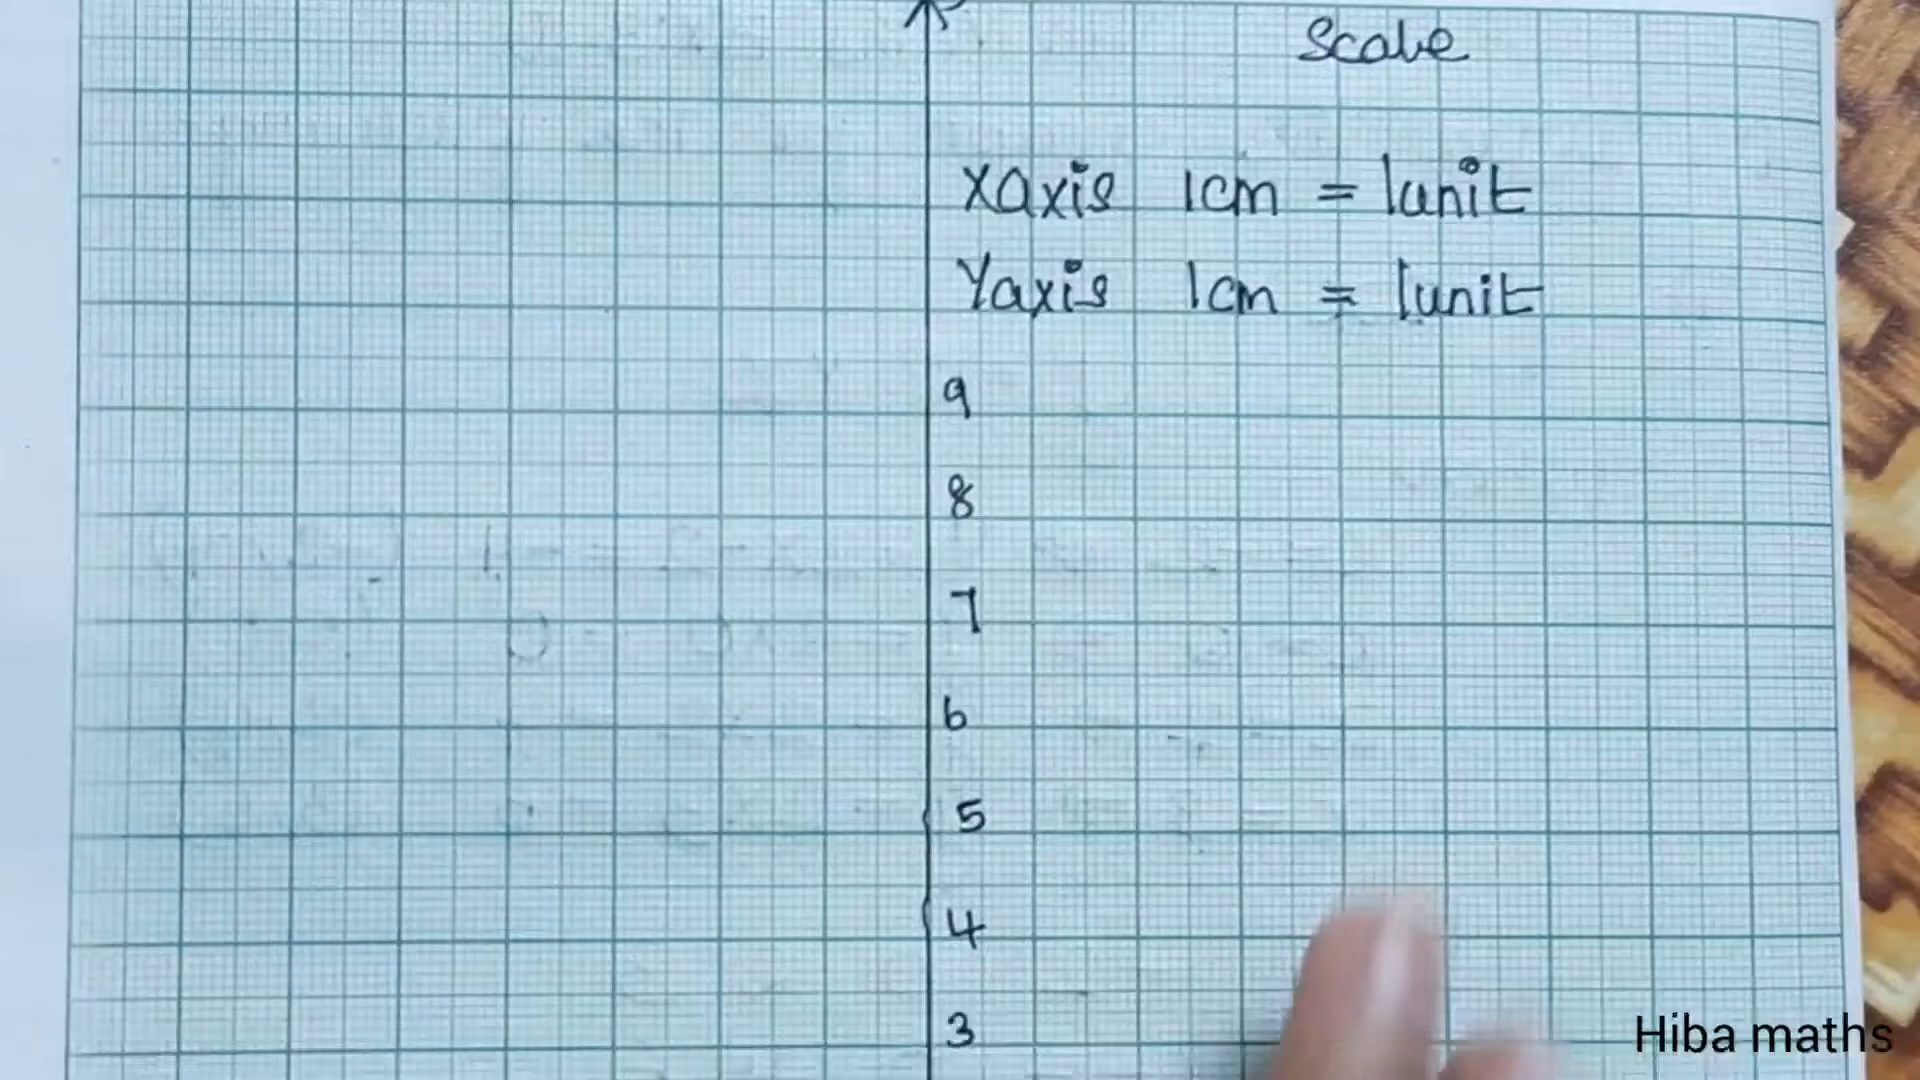 Scale
Xaxis 1cm = 1unit
Yaxis 1cm = 1unit
9
8
7
6
5
4
3
Hiba maths